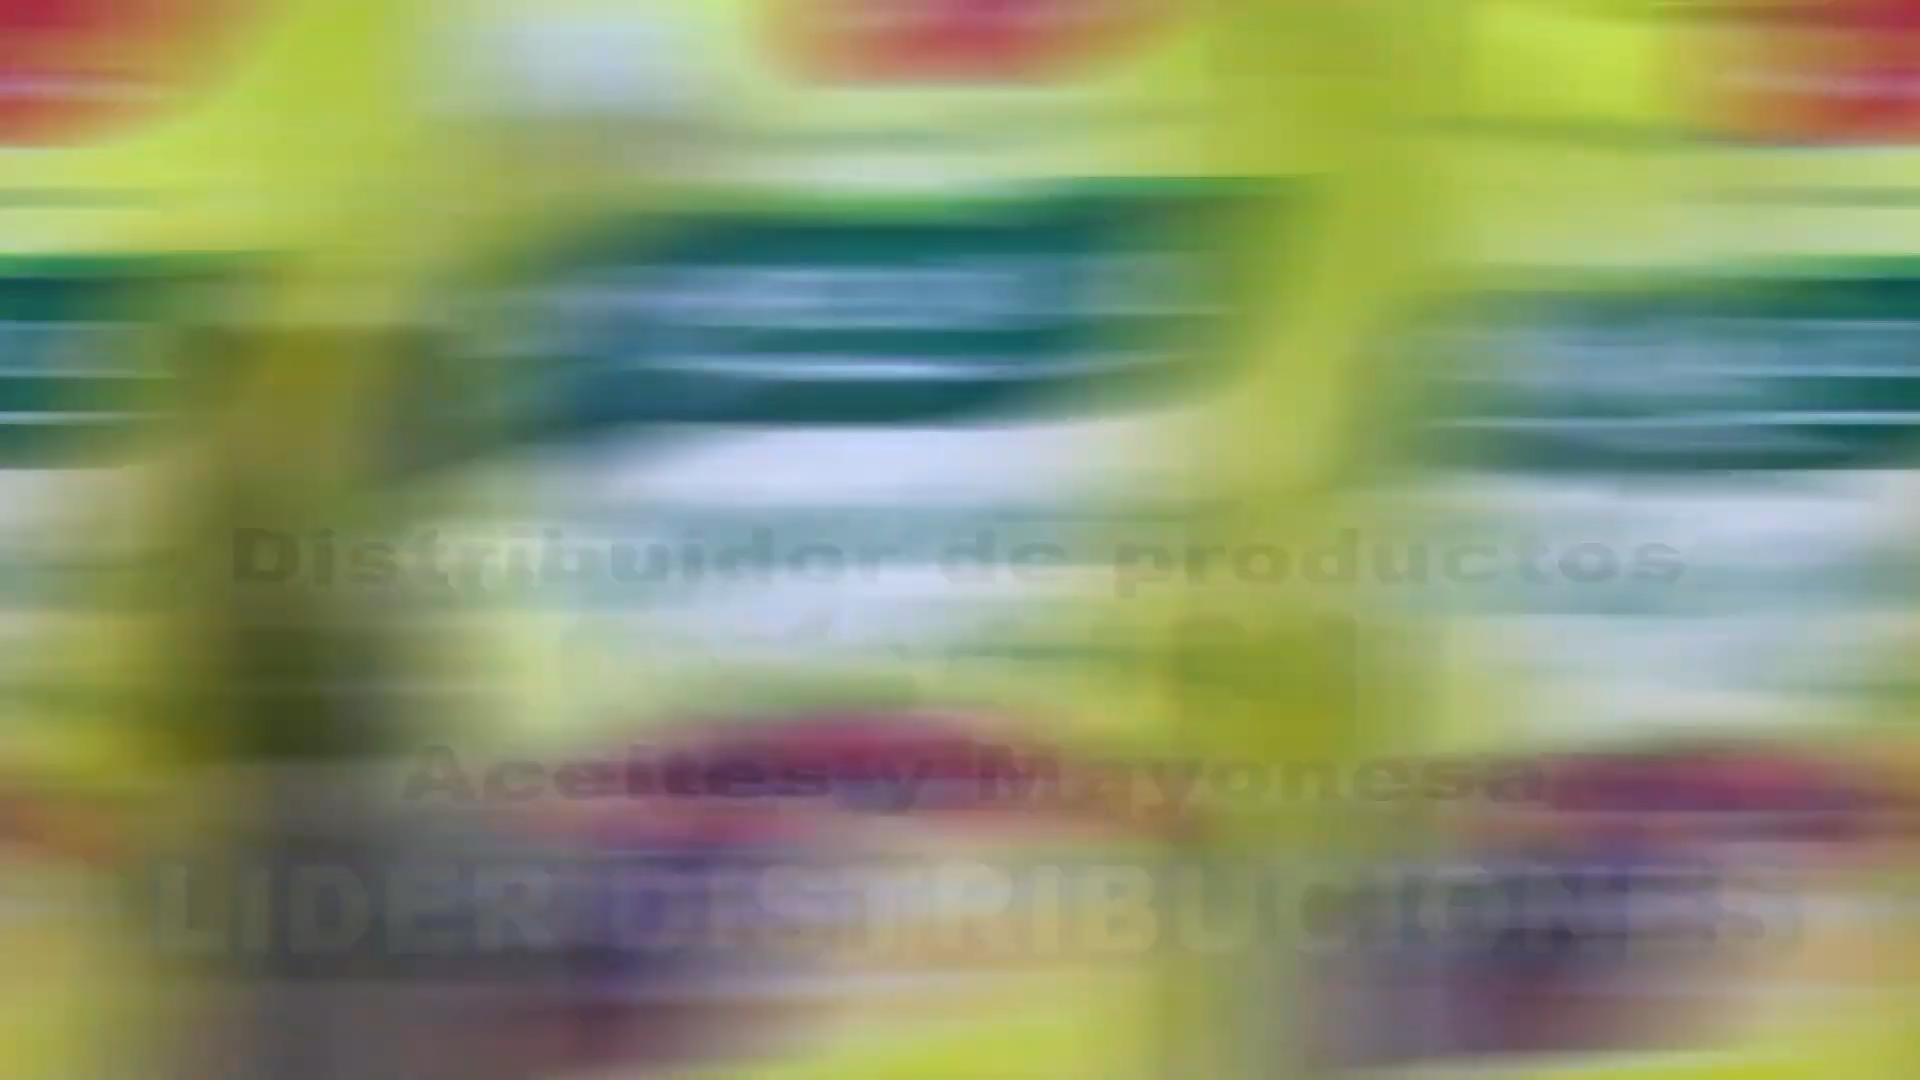 Distribuidor de productos
Aceites y Mayonesa
LIDER DISTRIBUCIONES